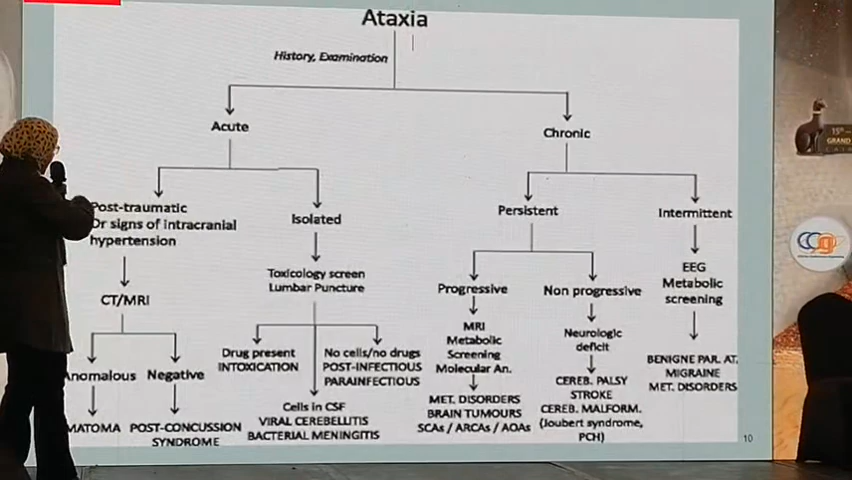 Ataxia
History, Examination
Acute
Chronic
Post-traumatic
Or signs of intracranial
hypertension
Isolated
Persistent
Intermittent
CT/MRI
Toxicology screen
Lumbar Puncture
Progressive
Non progressive
EEG
Metabolic
screening
Anomalous
Negative
Drug present
INTOXICATION
No cells/no drugs
POST-INFECTIOUS
PARAINFECTIOUS
MRI
Metabolic
Screening
Molecular An.
Neurologic
deficit
BENIGNE PAR. AT.
MIGRAINE
MET. DISORDERS
MATOMA
POST-CONCUSSION
SYNDROME
Cells in CSF
VIRAL CEREBELLITIS
BACTERIAL MENINGITIS
MET. DISORDERS
BRAIN TUMOURS
SCAs / ARCAs / AOAs
CEREB. PALSY
STROKE
CEREB. MALFORM.
(Joubert syndrome,
PCH)
10
15th
GRAND